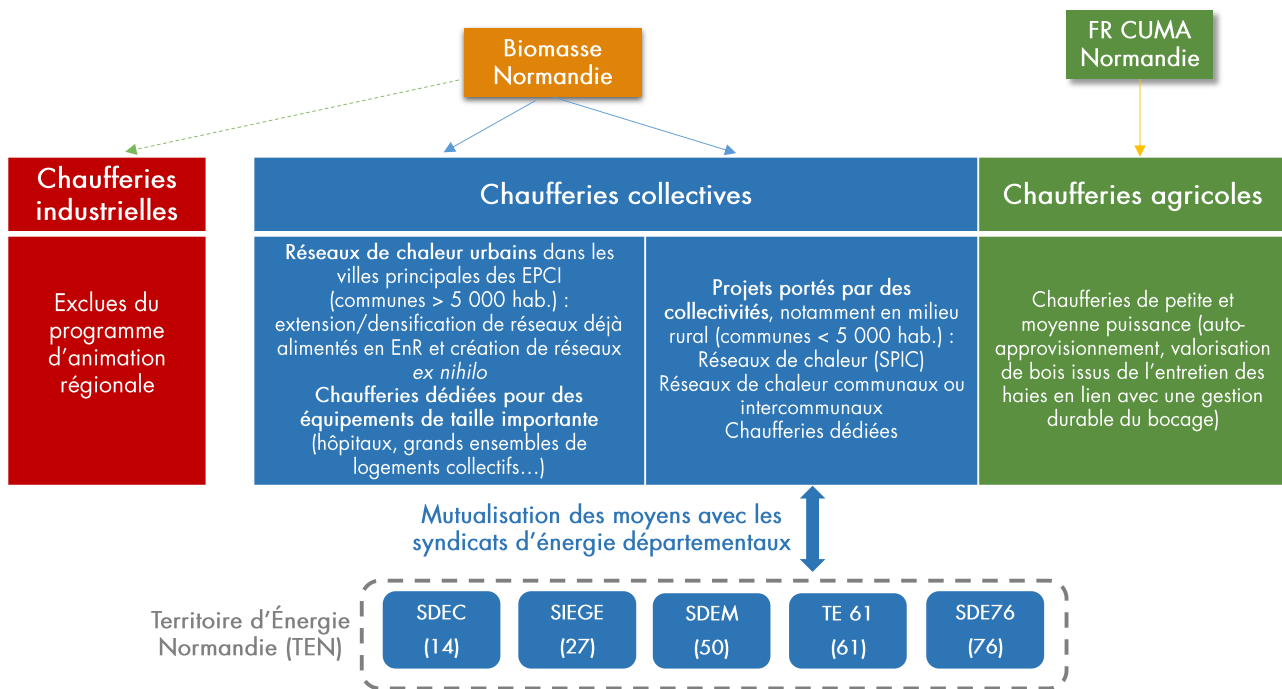 Biomasse
Normandie
FR CUMA
Normandie
Chaufferies
industrielles
Chaufferies collectives
Chaufferies agricoles
Exclues du
programme
d’animation
régionale
Réseaux de chaleur urbains dans les
villes principales des EPCI
(communes > 5 000 hab.) :
extension/densification de réseaux déjà
alimentés en EnR et création de réseaux
ex nihilo
Chaufferies dédiées pour des
équipements de taille importante
(hôpitaux, grands ensembles de
logements collectifs…)
Projets portés par des
collectivités, notamment en milieu
rural (communes < 5 000 hab.) :
Réseaux de chaleur (SPIC)
Réseaux de chaleur communaux ou
intercommunaux
Chaufferies dédiées
Chaufferies de petite et
moyenne puissance (auto-
approvisionnement, valorisation
de bois issus de l’entretien des
haies en lien avec une gestion
durable du bocage)
Mutualisation des moyens avec les
syndicats d’énergie départementaux
Territoire d’Énergie
Normandie (TEN)
SDEC
(14)
SIEGE
(27)
SDEM
(50)
TE 61
(61)
SDE76
(76)